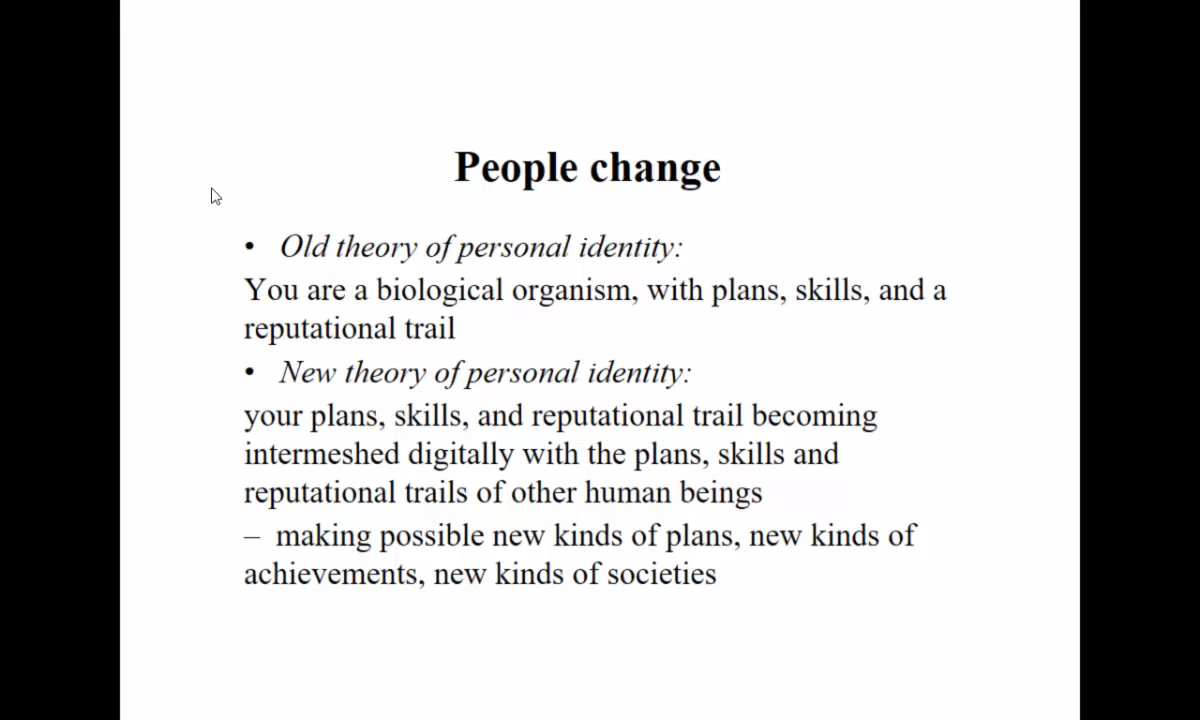 People change
• Old theory of personal identity:
You are a biological organism, with plans, skills, and a
reputational trail
• New theory of personal identity:
your plans, skills, and reputational trail becoming
intermeshed digitally with the plans, skills and
reputational trails of other human beings
– making possible new kinds of plans, new kinds of
achievements, new kinds of societies